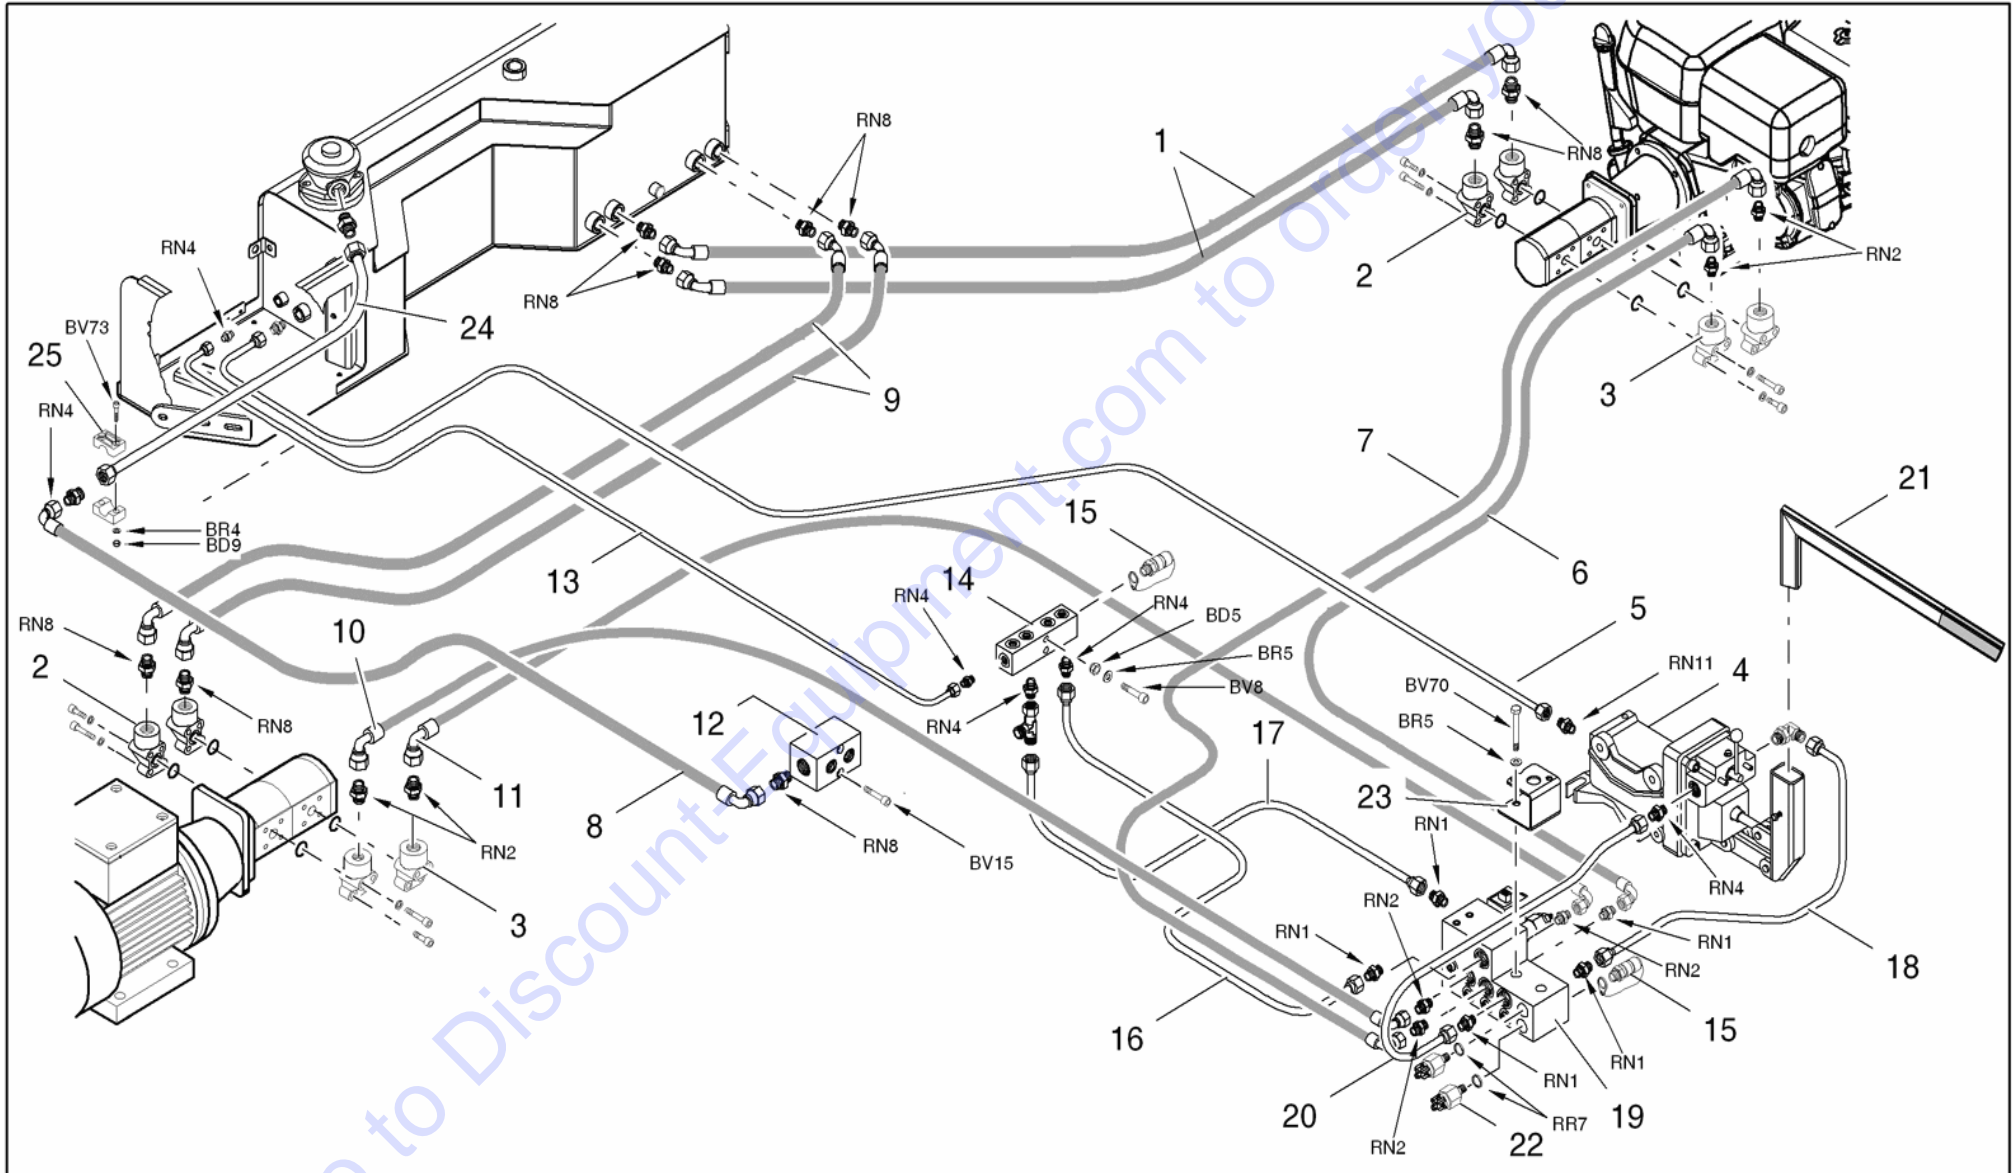 RN8
1
RN8
RN2
2
RN4
24
RN8
BV73
25
RN4
9
3
7
21
BR4
BD9
15
6
13
14
RN4
RN4
BD5
5
RN8
10
BR5
RN11
4
2
BV70
BV8
12
RN4
BR5
RN8
17
11
23
8
RN1
RN2
RN8
BV15
RN4
RN2
3
RN1
RN1
RN2
18
16
15
RN1
RN1
20
19
RR7
22
RN2
to Discount-Equipment.com to order you